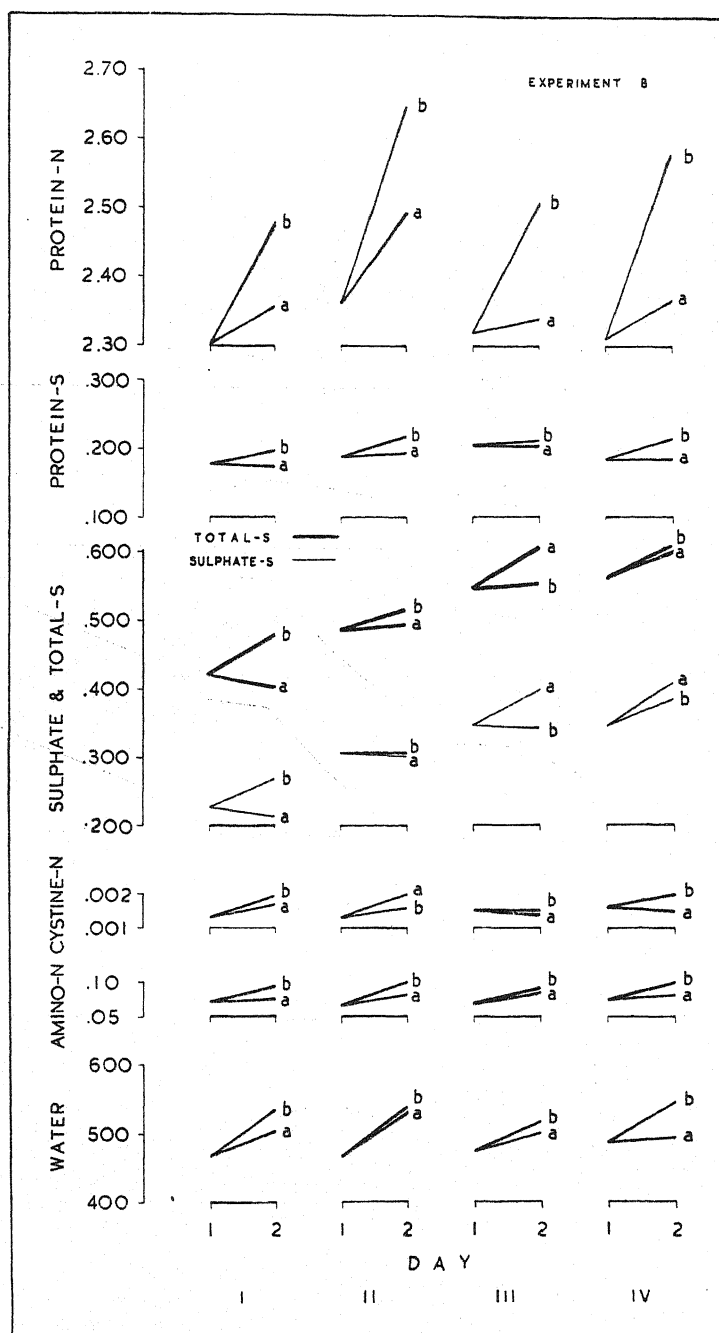 EXPERIMENT B
PROTEIN-N
2.70
2.60
2.50
2.40
2.30
b
a
b
a
b
a
b
a
PROTEIN-S
.300
.200
.100
b
a
b
a
b
a
b
a
TOTAL-S
SULPHATE-S
SULPHATE & TOTAL-S
.600
.500
.400
.300
.200
b
a
b
a
a
b
b
a
b
a
b
a
a
b
a
b
CYSTINE-N
.002
.001
b
a
a
b
b
a
b
a
AMINO-N
.10
.05
b
a
b
a
b
a
b
a
WATER
600
500
400
b
a
b
a
b
a
b
a
1 2 1 2 1 2 1 2
DAY
I II III IV